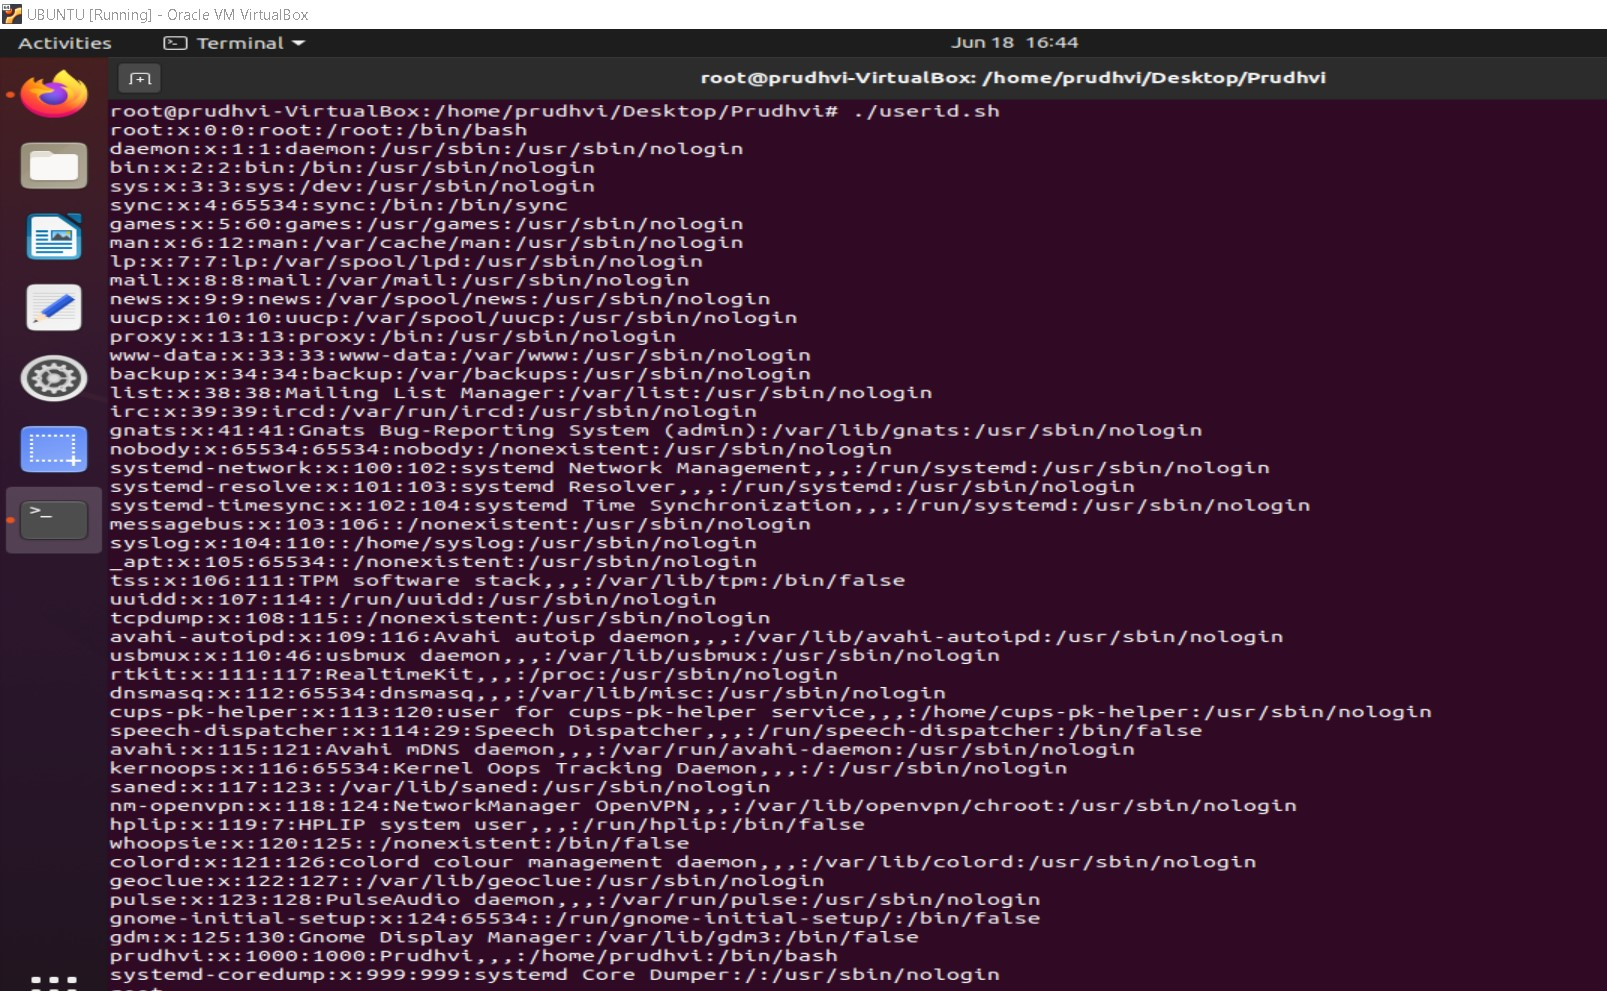 UBUNTU [Running] - Oracle VM VirtualBox
Activities Terminal Jun 18 16:44
root@prudhvi-VirtualBox: /home/prudhvi/Desktop/Prudhvi
root@prudhvi-VirtualBox:/home/prudhvi/Desktop/Prudhvi# ./userid.sh
root:x:0:0:root:/root:/bin/bash
daemon:x:1:1:daemon:/usr/sbin:/usr/sbin/nologin
bin:x:2:2:bin:/bin:/usr/sbin/nologin
sys:x:3:3:sys:/dev:/usr/sbin/nologin
sync:x:4:65534:sync:/bin:/bin/sync
games:x:5:60:games:/usr/games:/usr/sbin/nologin
man:x:6:12:man:/var/cache/man:/usr/sbin/nologin
lp:x:7:7:lp:/var/spool/lpd:/usr/sbin/nologin
mail:x:8:8:mail:/var/mail:/usr/sbin/nologin
news:x:9:9:news:/var/spool/news:/usr/sbin/nologin
uucp:x:10:10:uucp:/var/spool/uucp:/usr/sbin/nologin
proxy:x:13:13:proxy:/bin:/usr/sbin/nologin
www-data:x:33:33:www-data:/var/www:/usr/sbin/nologin
backup:x:34:34:backup:/var/backups:/usr/sbin/nologin
list:x:38:38:Mailing List Manager:/var/list:/usr/sbin/nologin
irc:x:39:39:ircd:/var/run/ircd:/usr/sbin/nologin
gnats:x:41:41:Gnats Bug-Reporting System (admin):/var/lib/gnats:/usr/sbin/nologin
nobody:x:65534:65534:nobody:/nonexistent:/usr/sbin/nologin
systemd-network:x:100:102:systemd Network Management,,,:/run/systemd:/usr/sbin/nologin
systemd-resolve:x:101:103:systemd Resolver,,,:/run/systemd:/usr/sbin/nologin
systemd-timesync:x:102:104:systemd Time Synchronization,,,:/run/systemd:/usr/sbin/nologin
messagebus:x:103:106::/nonexistent:/usr/sbin/nologin
syslog:x:104:110::/home/syslog:/usr/sbin/nologin
_apt:x:105:65534::/nonexistent:/usr/sbin/nologin
tss:x:106:111:TPM software stack,,,:/var/lib/tpm:/bin/false
uuidd:x:107:114::/run/uuidd:/usr/sbin/nologin
tcpdump:x:108:115::/nonexistent:/usr/sbin/nologin
avahi-autoipd:x:109:116:Avahi autoip daemon,,,:/var/lib/avahi-autoipd:/usr/sbin/nologin
usbmux:x:110:46:usbmux daemon,,,:/var/lib/usbmux:/usr/sbin/nologin
rtkit:x:111:117:RealtimeKit,,,:/proc:/usr/sbin/nologin
dnsmasq:x:112:65534:dnsmasq,,,:/var/lib/misc:/usr/sbin/nologin
cups-pk-helper:x:113:120:user for cups-pk-helper service,,,:/home/cups-pk-helper:/usr/sbin/nologin
speech-dispatcher:x:114:29:Speech Dispatcher,,,:/run/speech-dispatcher:/bin/false
avahi:x:115:121:Avahi mDNS daemon,,,:/var/run/avahi-daemon:/usr/sbin/nologin
kernoops:x:116:65534:Kernel Oops Tracking Daemon,,,:/:/usr/sbin/nologin
saned:x:117:123::/var/lib/saned:/usr/sbin/nologin
nm-openvpn:x:118:124:NetworkManager OpenVPN,,,:/var/lib/openvpn/chroot:/usr/sbin/nologin
hplip:x:119:7:HPLIP system user,,,:/run/hplip:/bin/false
whoopsie:x:120:125::/nonexistent:/bin/false
colord:x:121:126:colord colour management daemon,,,:/var/lib/colord:/usr/sbin/nologin
geoclue:x:122:127::/var/lib/geoclue:/usr/sbin/nologin
pulse:x:123:128:PulseAudio daemon,,,:/var/run/pulse:/usr/sbin/nologin
gnome-initial-setup:x:124:65534::/run/gnome-initial-setup/:/bin/false
gdm:x:125:130:Gnome Display Manager:/var/lib/gdm3:/bin/false
prudhvi:x:1000:1000:Prudhvi,,,:/home/prudhvi:/bin/bash
systemd-coredump:x:999:999:systemd Core Dumper:/:/usr/sbin/nologin